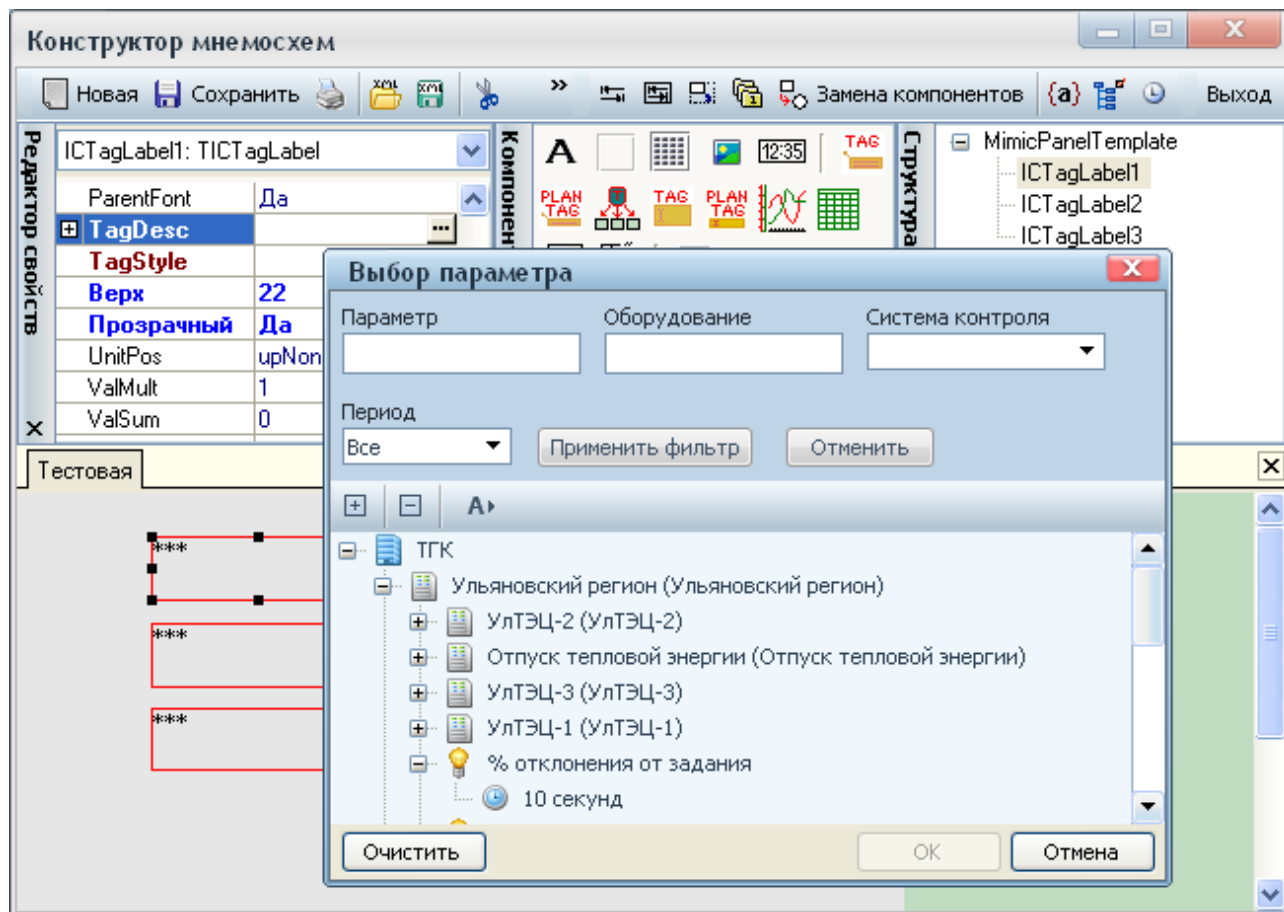 Конструктор мнемосхем
Новая Сохранить XML XML » Замена компонентов {a} Выход
Редактор свойств
ICTagLabel1: TICTagLabel
ParentFont Да
TagDesc ...
TagStyle
Верх 22
Прозрачный Да
UnitPos upNon
ValMult 1
ValSum 0
Компонент
A 12:35 TAG
PLAN TAG TAG PLAN TAG
Структура
MimicPanelTemplate
ICTagLabel1
ICTagLabel2
ICTagLabel3
Тестовая
***
***
***
Выбор параметра
Параметр Оборудование Система контроля
Период
Все Применить фильтр Отменить
A
ТГК
Ульяновский регион (Ульяновский регион)
УлТЭЦ-2 (УлТЭЦ-2)
Отпуск тепловой энергии (Отпуск тепловой энергии)
УлТЭЦ-3 (УлТЭЦ-3)
УлТЭЦ-1 (УлТЭЦ-1)
% отклонения от задания
10 секунд
Очистить OK Отмена